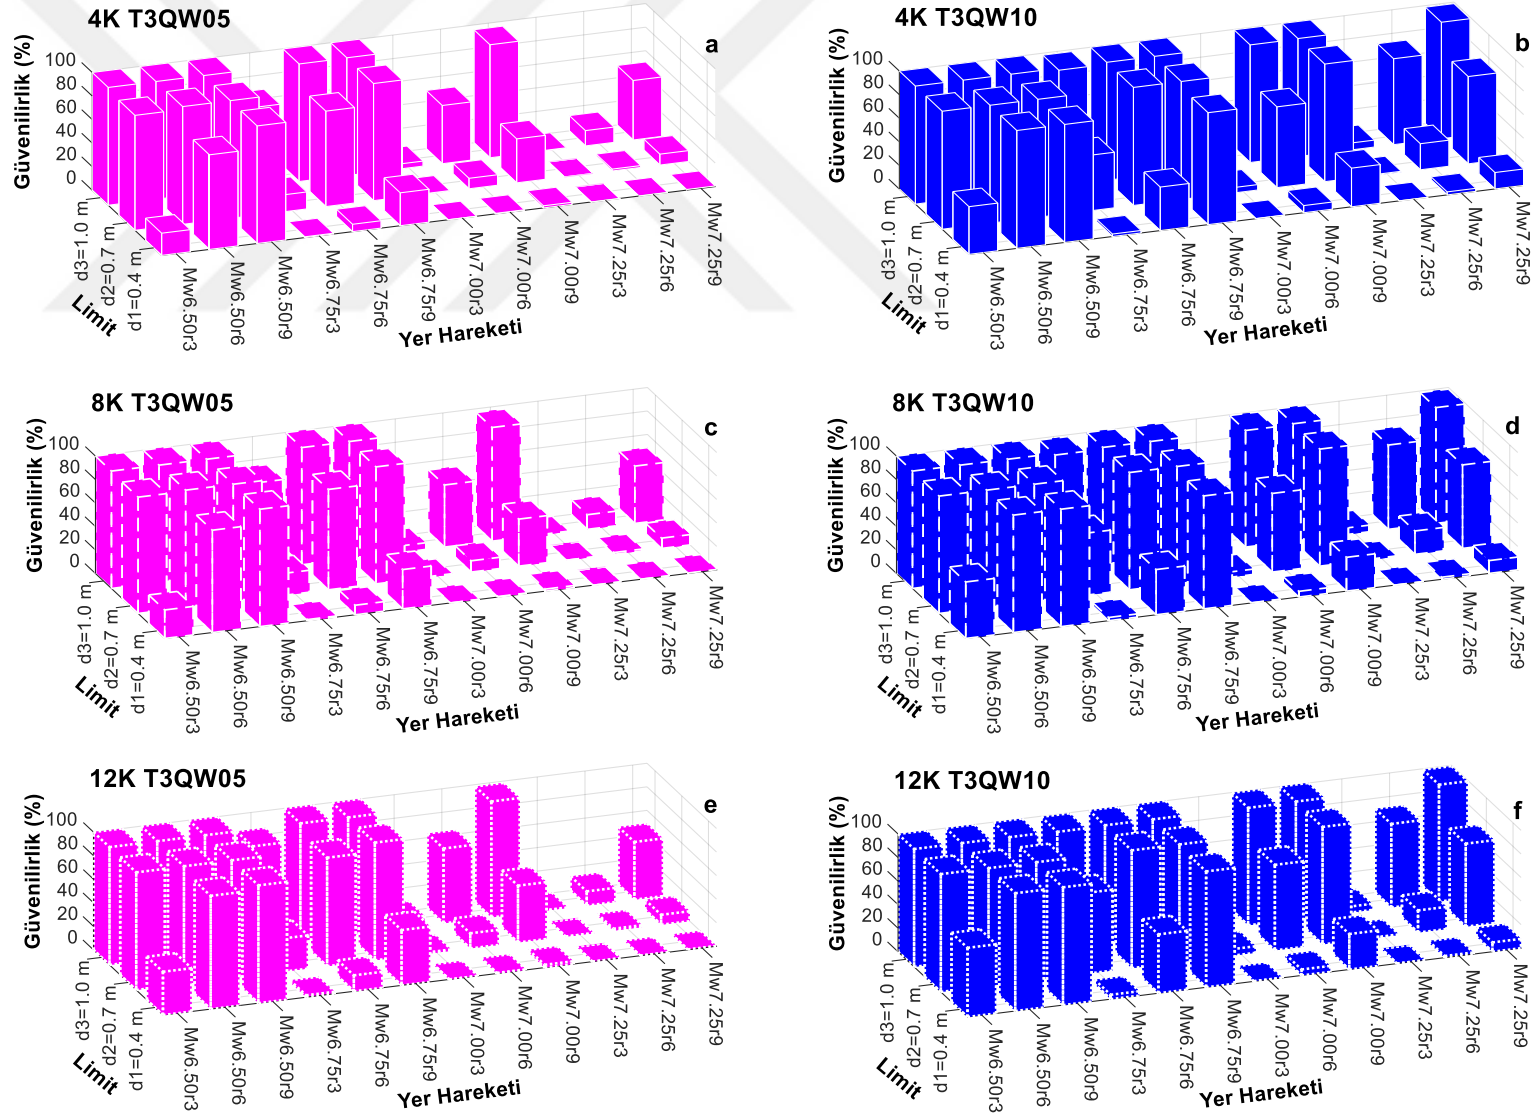 4K T3QW05
a
Güvenilirlik (%)
100
80
60
40
20
0
d3=1.0 m
d2=0.7 m
d1=0.4 m
Limit
Mw6.50r3
Mw6.50r6
Mw6.50r9
Mw6.75r3
Mw6.75r6
Mw6.75r9
Mw7.00r3
Mw7.00r6
Mw7.00r9
Mw7.25r3
Mw7.25r6
Mw7.25r9
Yer Hareketi
4K T3QW10
b
Güvenilirlik (%)
100
80
60
40
20
0
d3=1.0 m
d2=0.7 m
d1=0.4 m
Limit
Mw6.50r3
Mw6.50r6
Mw6.50r9
Mw6.75r3
Mw6.75r6
Mw6.75r9
Mw7.00r3
Mw7.00r6
Mw7.00r9
Mw7.25r3
Mw7.25r6
Mw7.25r9
Yer Hareketi
8K T3QW05
c
Güvenilirlik (%)
100
80
60
40
20
0
d3=1.0 m
d2=0.7 m
d1=0.4 m
Limit
Mw6.50r3
Mw6.50r6
Mw6.50r9
Mw6.75r3
Mw6.75r6
Mw6.75r9
Mw7.00r3
Mw7.00r6
Mw7.00r9
Mw7.25r3
Mw7.25r6
Mw7.25r9
Yer Hareketi
8K T3QW10
d
Güvenilirlik (%)
100
80
60
40
20
0
d3=1.0 m
d2=0.7 m
d1=0.4 m
Limit
Mw6.50r3
Mw6.50r6
Mw6.50r9
Mw6.75r3
Mw6.75r6
Mw6.75r9
Mw7.00r3
Mw7.00r6
Mw7.00r9
Mw7.25r3
Mw7.25r6
Mw7.25r9
Yer Hareketi
12K T3QW05
e
Güvenilirlik (%)
100
80
60
40
20
0
d3=1.0 m
d2=0.7 m
d1=0.4 m
Limit
Mw6.50r3
Mw6.50r6
Mw6.50r9
Mw6.75r3
Mw6.75r6
Mw6.75r9
Mw7.00r3
Mw7.00r6
Mw7.00r9
Mw7.25r3
Mw7.25r6
Mw7.25r9
Yer Hareketi
12K T3QW10
f
Güvenilirlik (%)
100
80
60
40
20
0
d3=1.0 m
d2=0.7 m
d1=0.4 m
Limit
Mw6.50r3
Mw6.50r6
Mw6.50r9
Mw6.75r3
Mw6.75r6
Mw6.75r9
Mw7.00r3
Mw7.00r6
Mw7.00r9
Mw7.25r3
Mw7.25r6
Mw7.25r9
Yer Hareketi